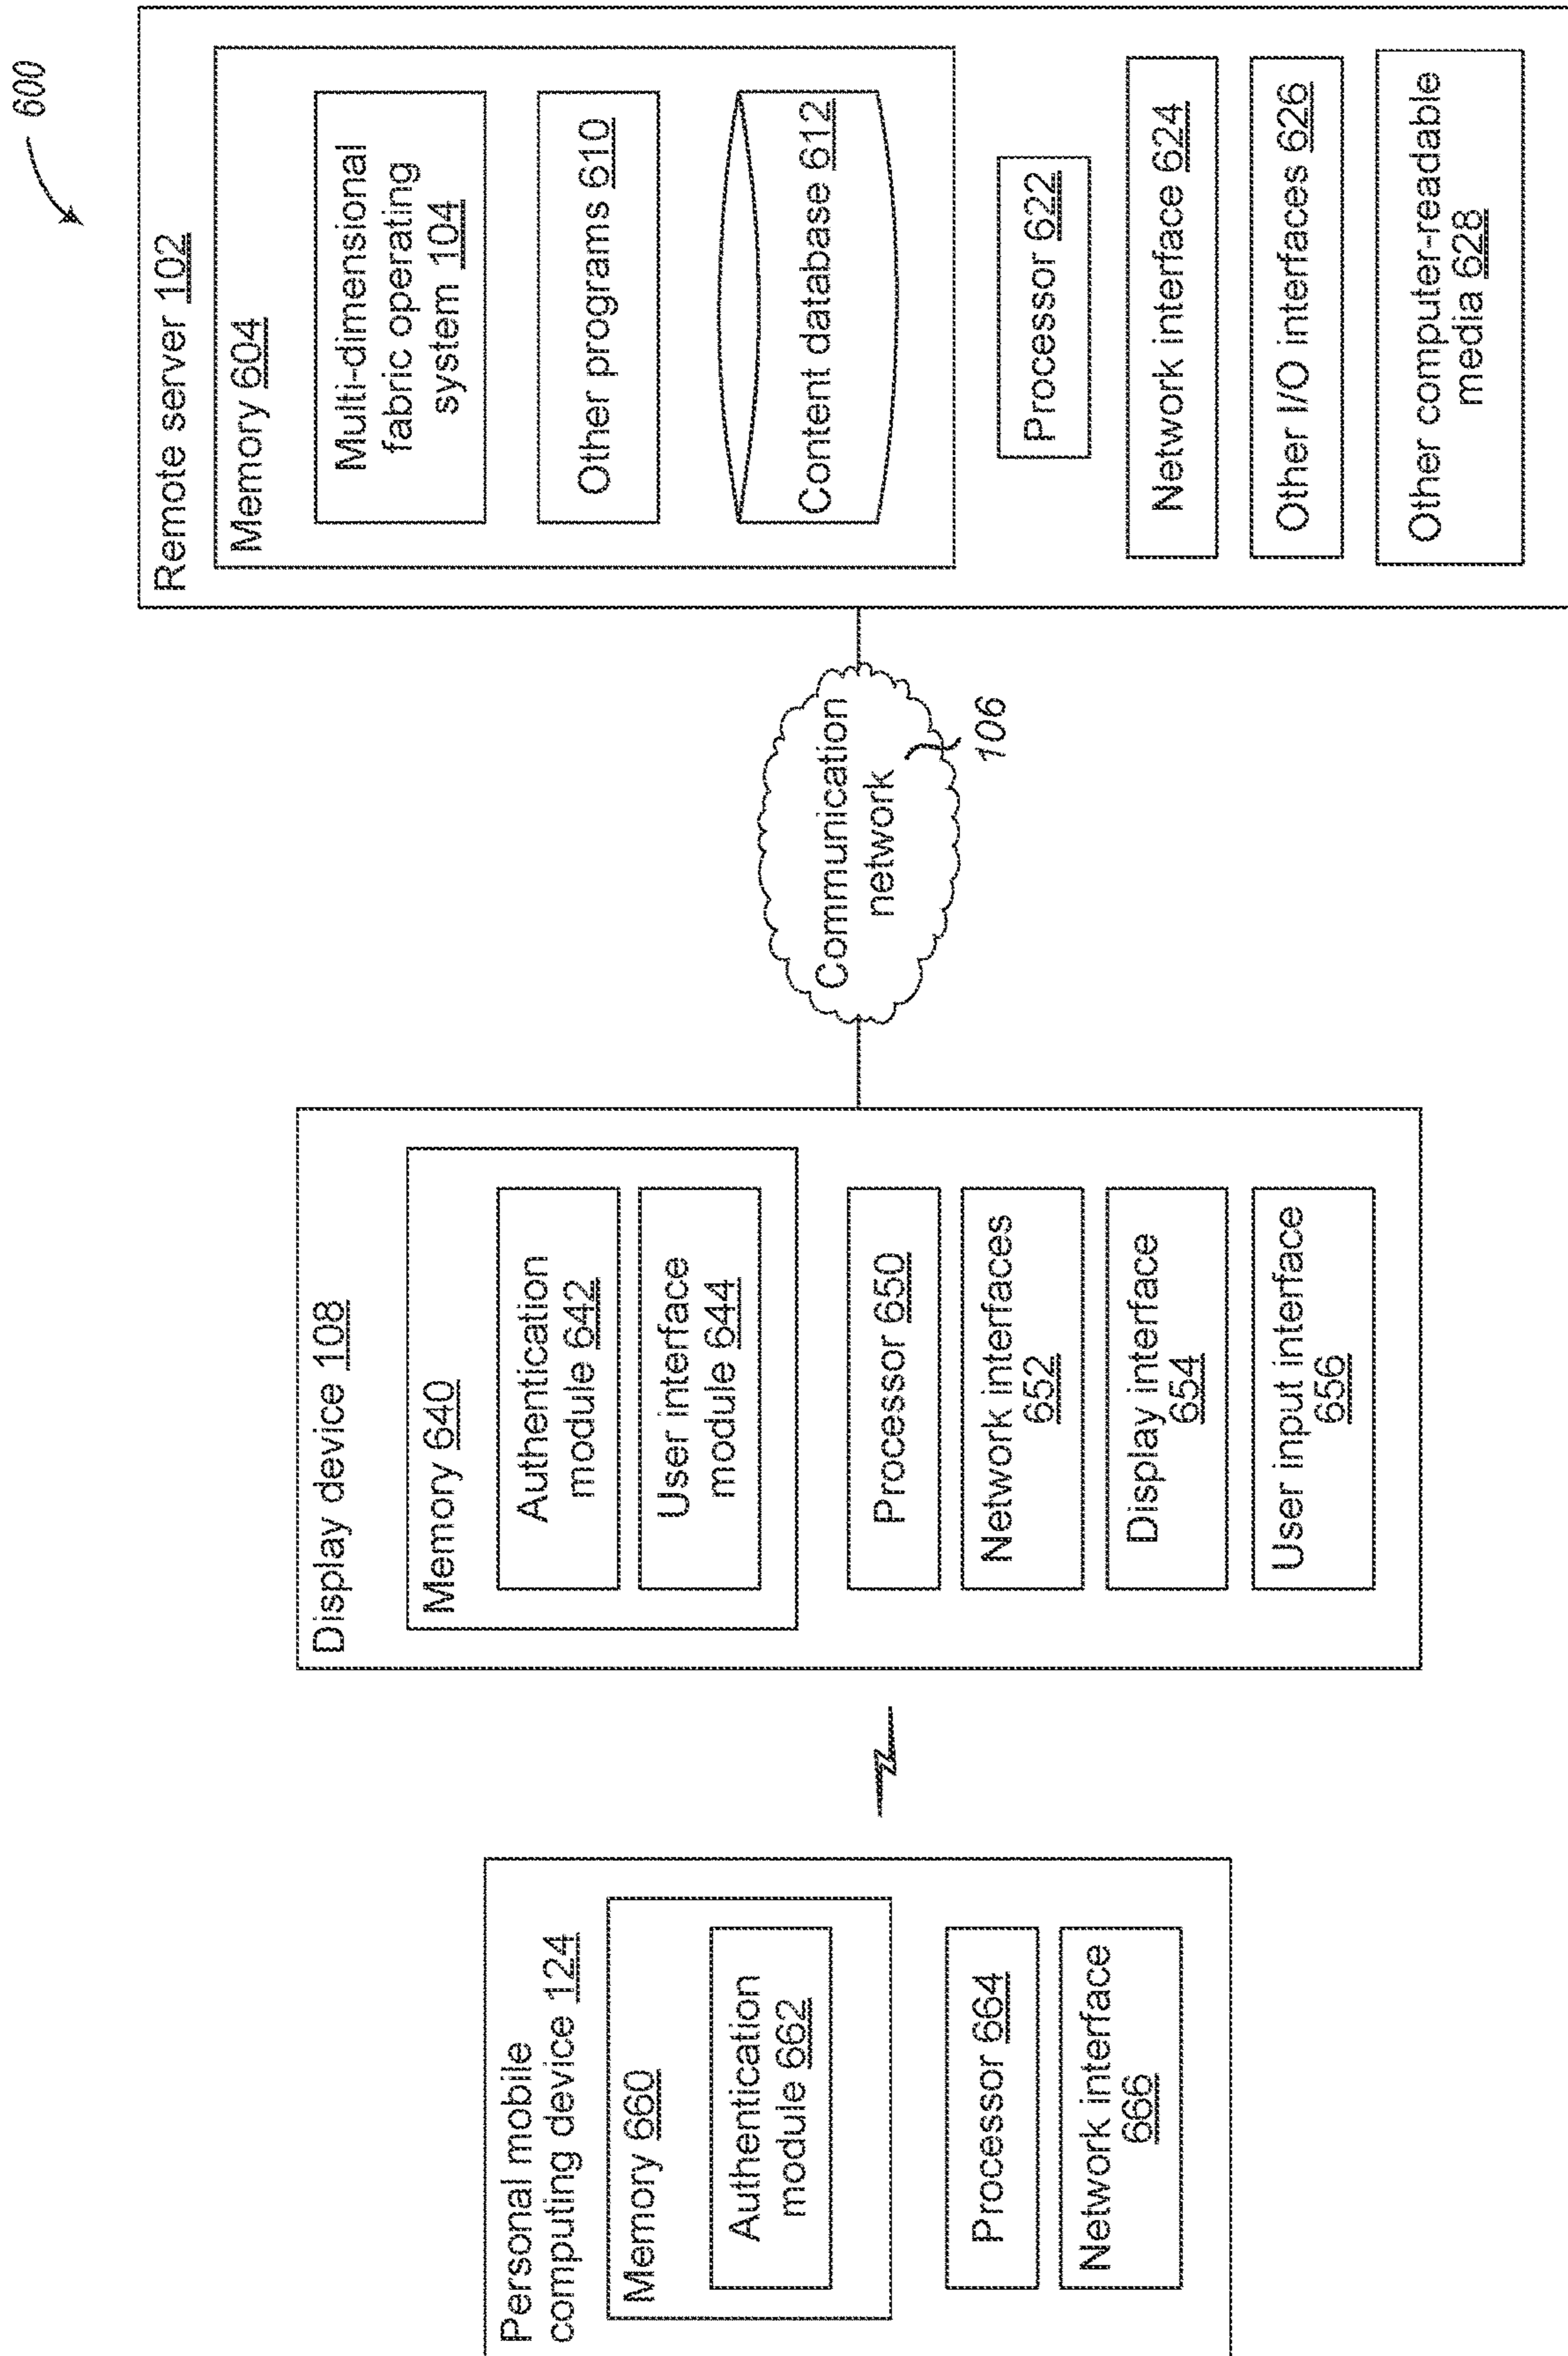 600
Personal mobile
computing device 124
Memory 660
Authentication
module 662
Processor 664
Network interface
666
Display device 108
Memory 640
Authentication
module 642
User interface
module 644
Processor 650
Network interfaces
652
Display interface
654
User input interface
656
Communication
network
106
Remote server 102
Memory 604
Multi-dimensional
fabric operating
system 104
Other programs 610
Content database 612
Processor 622
Network interface 624
Other I/O interfaces 626
Other computer-readable
media 628